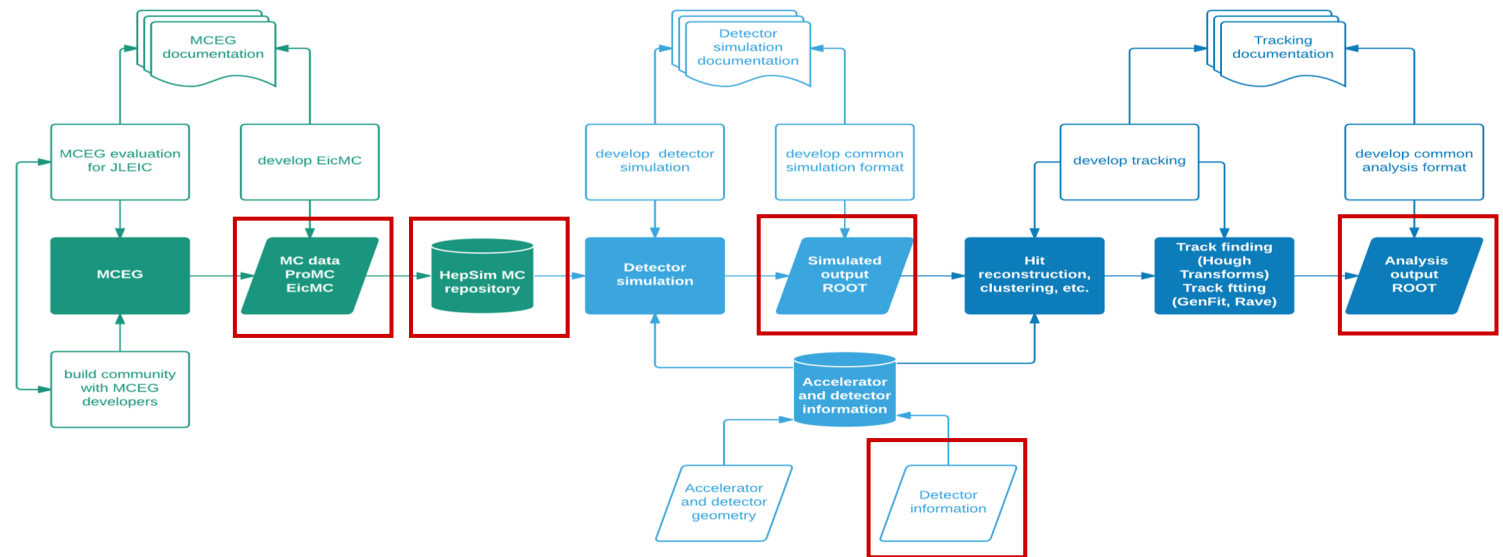 MCEG
documentation
Detector
simulation
documentation
Tracking
documentation
MCEG evaluation
for JLEIC
develop EicMC
develop detector
simulation
develop common
simulation format
develop tracking
develop common
analysis format
MCEG
MC data
ProMC
EicMC
HepSim MC
repository
Detector
simulation
Simulated
output
ROOT
Hit
reconstruction,
clustering, etc.
Track finding
(Hough
Transforms)
Track ftting
(GenFit, Rave)
Analysis
output
ROOT
build community
with MCEG
developers
Accelerator
and detector
information
Accelerator
and detector
geometry
Detector
information